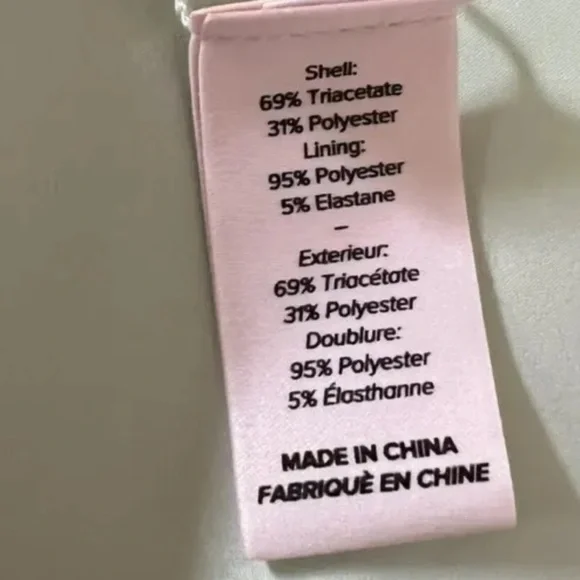 Shell:
69% Triacetate
31% Polyester
Lining:
95% Polyester
5% Elastane
–
Exterieur:
69% Triacétate
31% Polyester
Doublure:
95% Polyester
5% Élasthanne
MADE IN CHINA
FABRIQUÈ EN CHINE